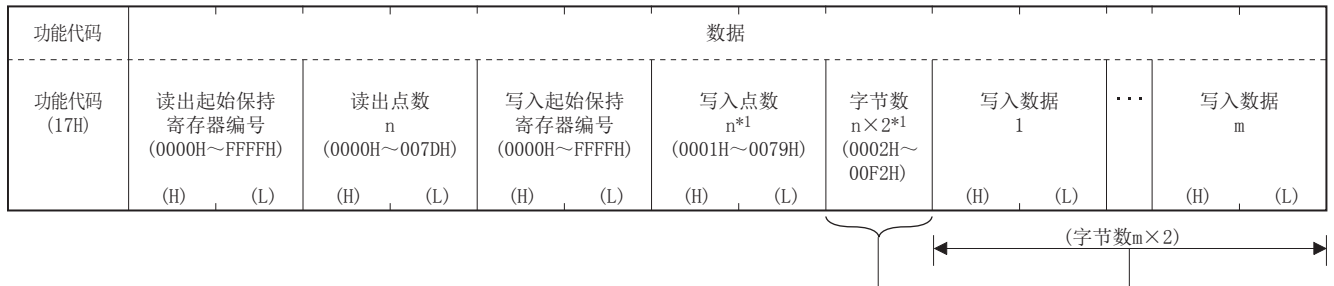 功能代码
数据
功能代码
(17H)
读出起始保持
寄存器编号
(0000H～FFFFH)
(H) (L)
读出点数
n
(0000H～007DH)
(H) (L)
写入起始保持
寄存器编号
(0000H～FFFFH)
(H) (L)
写入点数
n*1
(0001H～0079H)
(H) (L)
字节数
n×2*1
(0002H～
00F2H)
写入数据
1
(H) (L)
···
写入数据
m
(H) (L)
(字节数m×2)